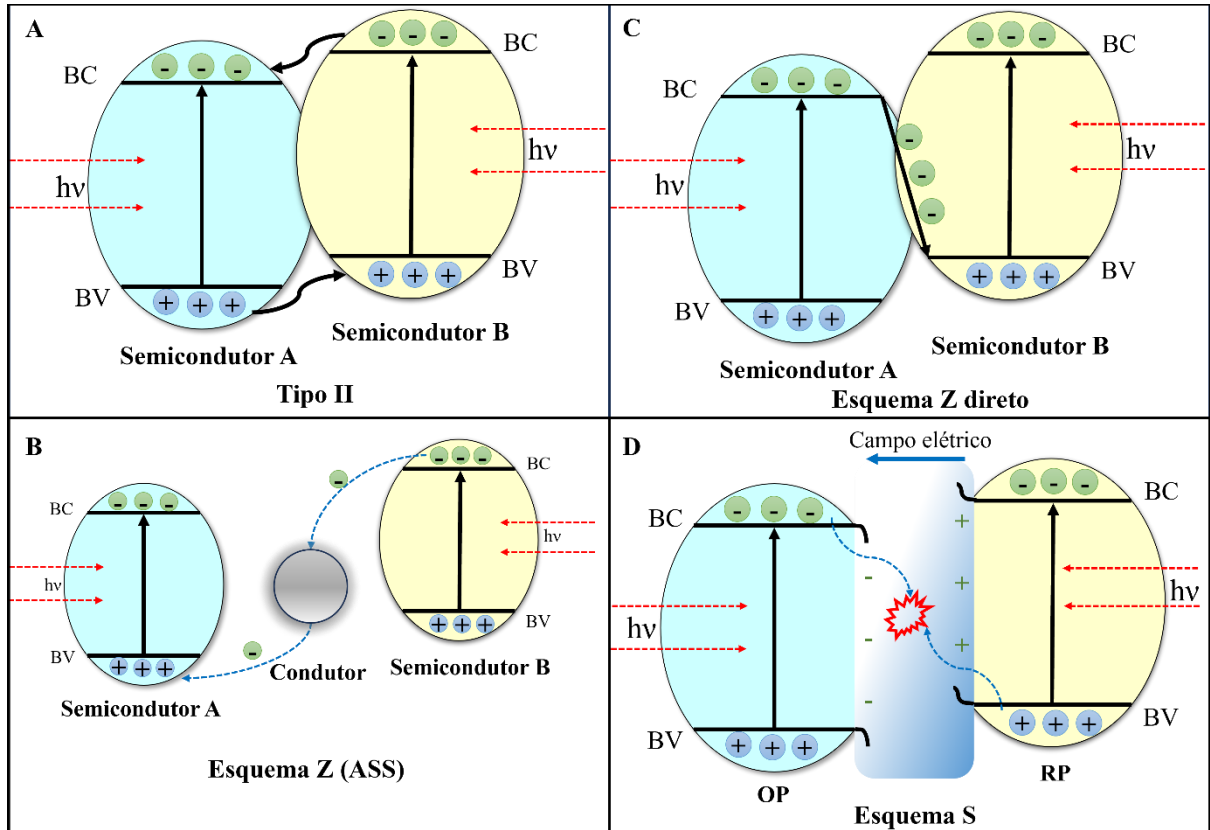 A
- - -
BC
- - -
BC
hν
hν
BV
+ + +
BV
+ + +
Semicondutor A
Semicondutor B
Tipo II
C
- - -
BC
- - -
BC
-
-
-
hν
hν
BV
+ + +
BV
+ + +
Semicondutor A
Semicondutor B
Esquema Z direto
B
- - -
BC
- - -
BC
-
hν
hν
BV
+ + +
BV
+ + +
-
Condutor
Semicondutor A
Semicondutor B
Esquema Z (ASS)
D
Campo elétrico
- - -
BC
- - -
BC
-
-
-
+
+
+
hν
hν
BV
+ + +
BV
+ + +
OP
RP
Esquema S